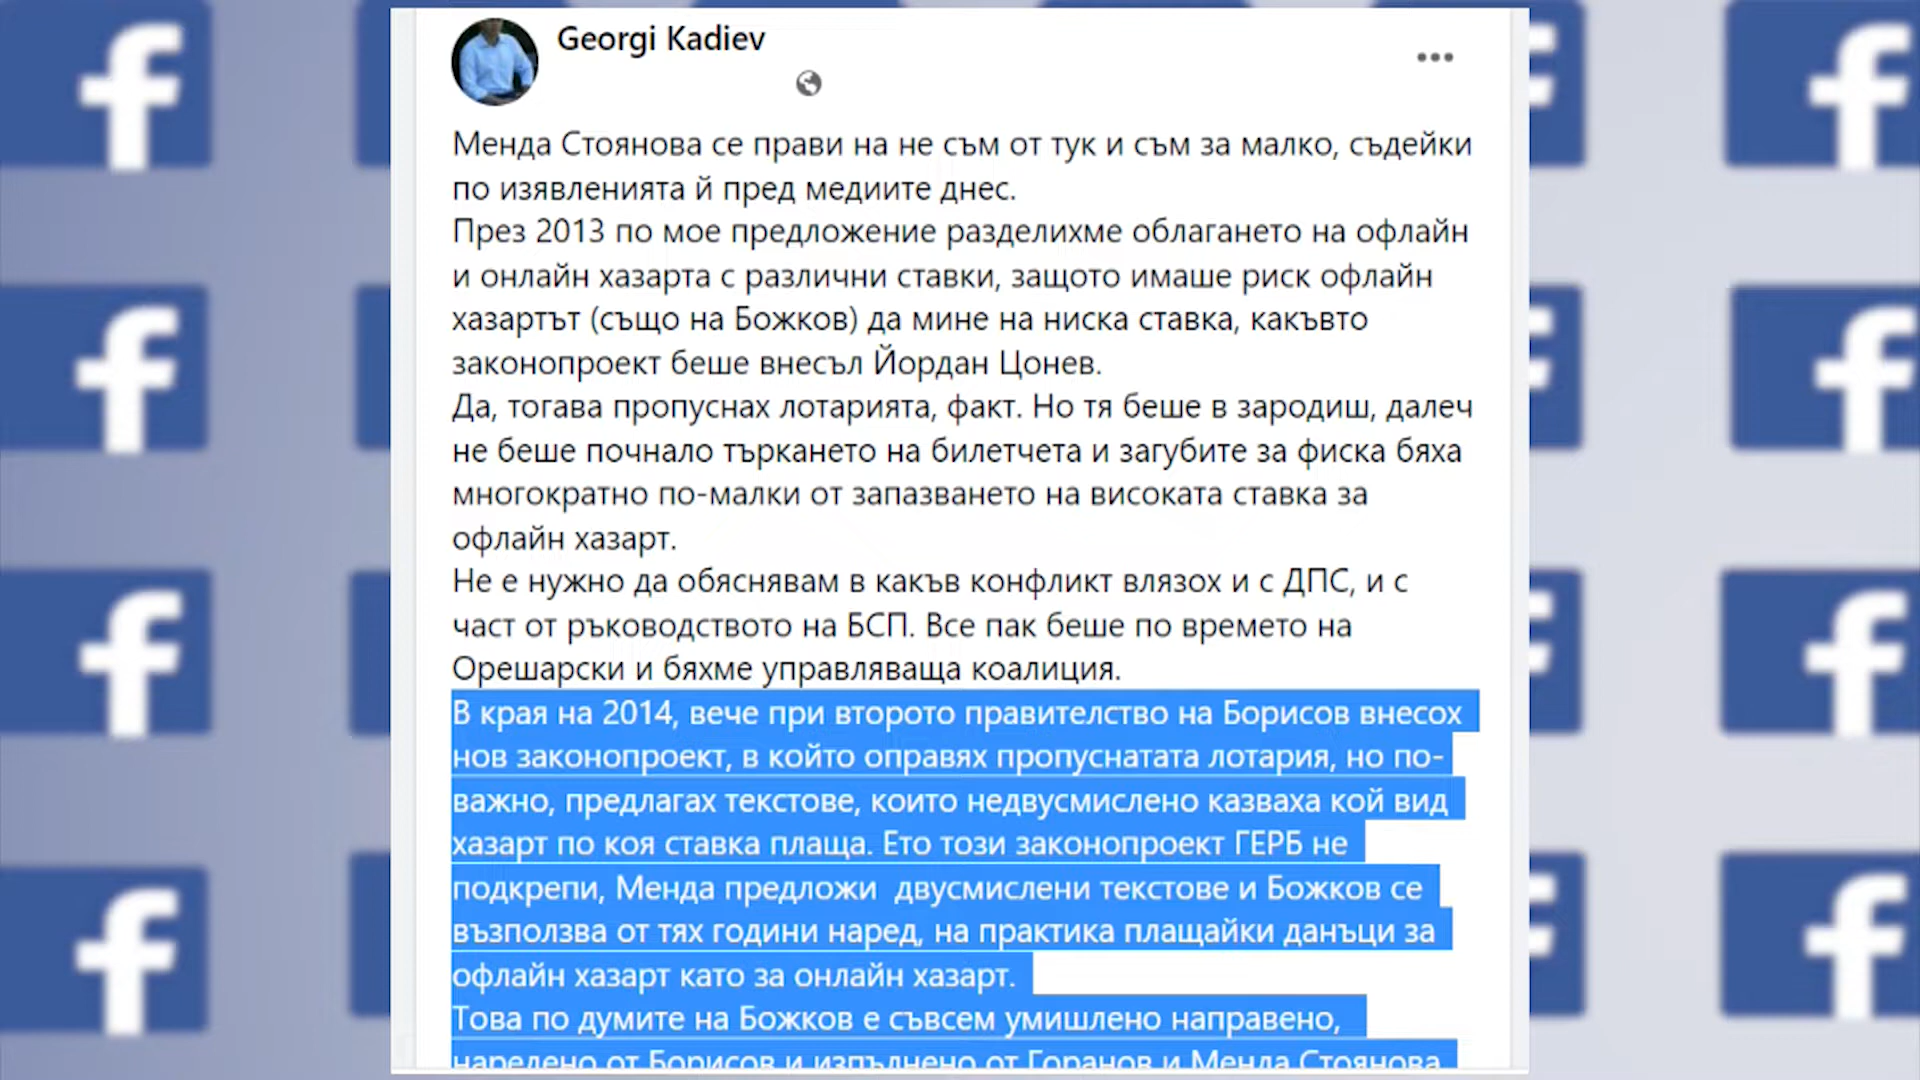 Georgi Kadiev
Менда Стоянова се прави на не съм от тук и съм за малко, съдейки
по изявленията й пред медиите днес.
През 2013 по мое предложение разделихме облагането на офлайн
и онлайн хазарта с различни ставки, защото имаше риск офлайн
хазартът (също на Божков) да мине на ниска ставка, какъвто
законопроект беше внесъл Йордан Цонев.
Да, тогава пропуснах лотарията, факт. Но тя беше в зародиш, далеч
не беше почнало търкането на билетчета и загубите за фиска бяха
многократно по-малки от запазването на високата ставка за
офлайн хазарт.
Не е нужно да обяснявам в какъв конфликт влязох и с ДПС, и с
част от ръководството на БСП. Все пак беше по времето на
Орешарски и бяхме управляваща коалиция.
В края на 2014, вече при второто правителство на Борисов внесох
нов законопроект, в който оправях пропуснатата лотария, но по-
важно, предлагах текстове, които недвусмислено казваха кой вид
хазарт по коя ставка плаща. Ето този законопроект ГЕРБ не
подкрепи, Менда предложи двусмислени текстове и Божков се
възползва от тях години наред, на практика плащайки данъци за
офлайн хазарт като за онлайн хазарт.
Това по думите на Божков е съвсем умишлено направено,
наредено от Борисов и изпълнено от Горанов и Менда Стоянова